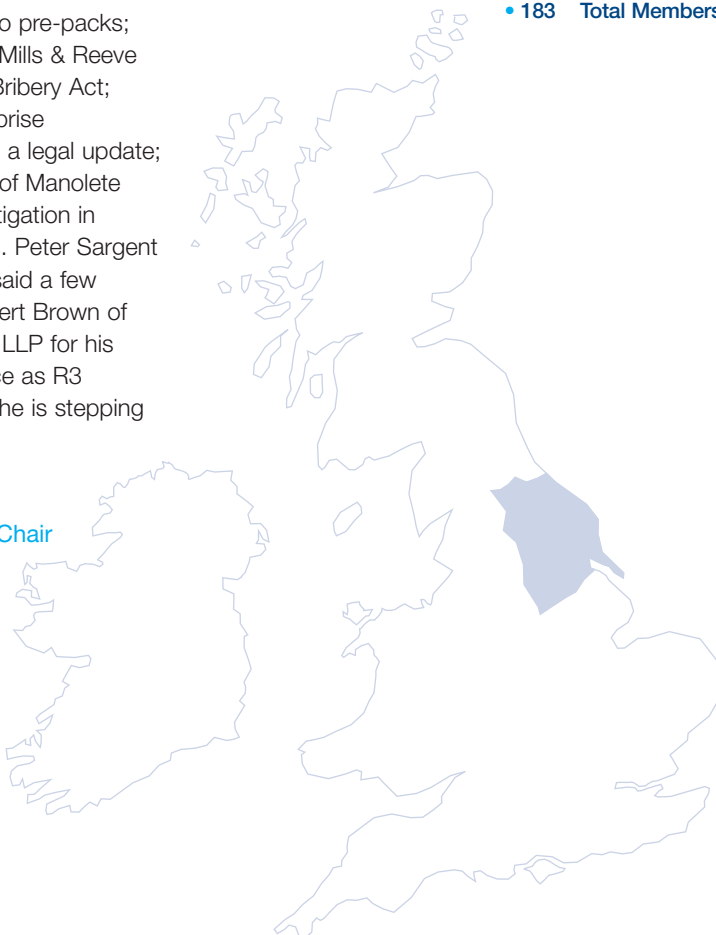 o pre-packs;
Mills & Reeve
Bribery Act;
orise
a legal update;
of Manolete
tigation in
. Peter Sargent
said a few
ert Brown of
LLP for his
ce as R3
he is stepping
Chair
• 183 Total Members